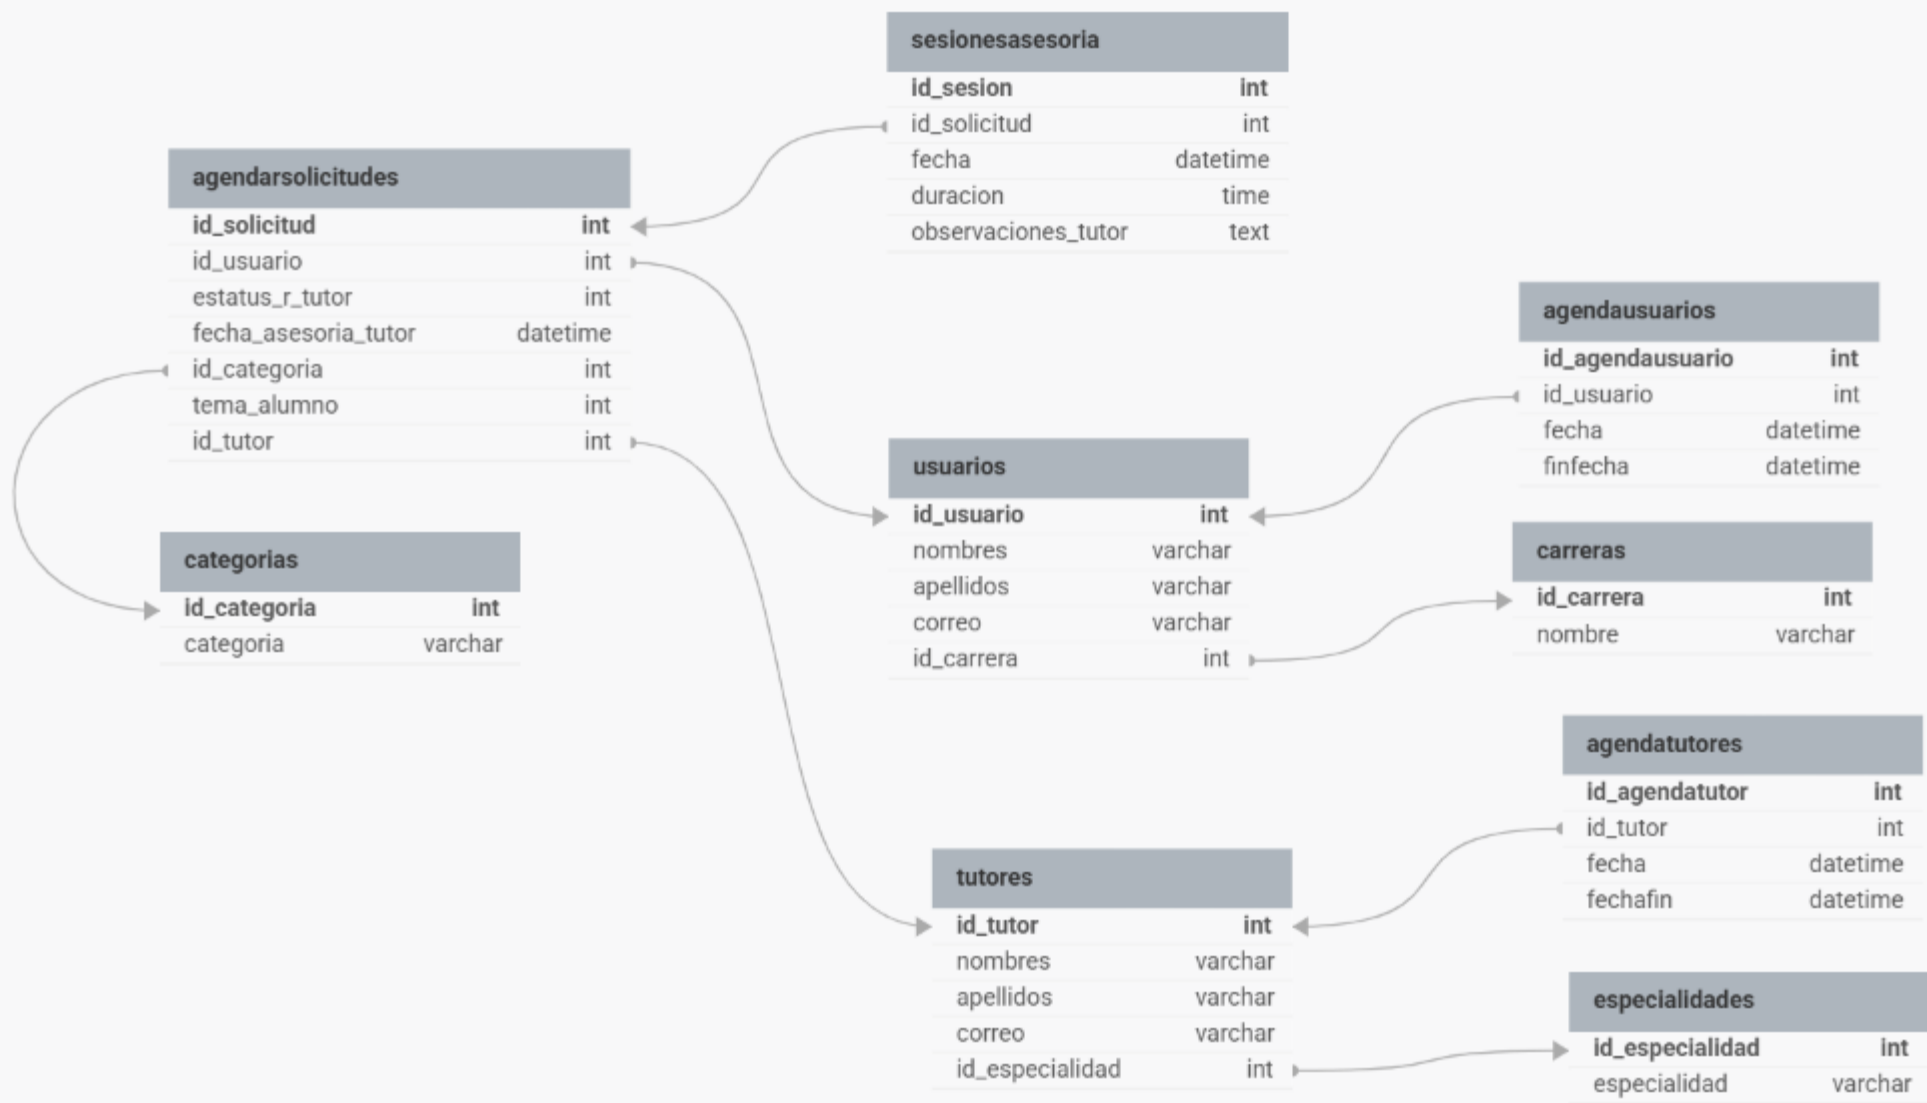 sesionesasesoria
id_sesion int
id_solicitud int
fecha datetime
duracion time
observaciones_tutor text
agendarsolicitudes
id_solicitud int
id_usuario int
estatus_r_tutor int
fecha_asesoria_tutor datetime
id_categoria int
tema_alumno int
id_tutor int
agendausuarios
id_agendausuario int
id_usuario int
fecha datetime
finfecha datetime
usuarios
id_usuario int
nombres varchar
apellidos varchar
correo varchar
id_carrera int
carreras
id_carrera int
nombre varchar
categorias
id_categoria int
categoria varchar
agendatutores
id_agendatutor int
id_tutor int
fecha datetime
fechafin datetime
tutores
id_tutor int
nombres varchar
apellidos varchar
correo varchar
id_especialidad int
especialidades
id_especialidad int
especialidad varchar